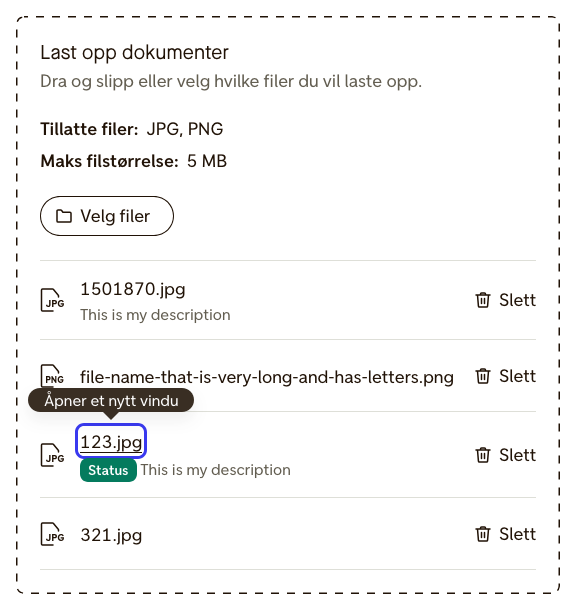 Last opp dokumenter
Dra og slipp eller velg hvilke filer du vil laste opp.
Tillatte filer: JPG, PNG
Maks filstørrelse: 5 MB
Velg filer
JPG 1501870.jpg Slett
This is my description
PNG file-name-that-is-very-long-and-has-letters.png Slett
Åpner et nytt vindu
JPG 123.jpg Slett
Status This is my description
JPG 321.jpg Slett